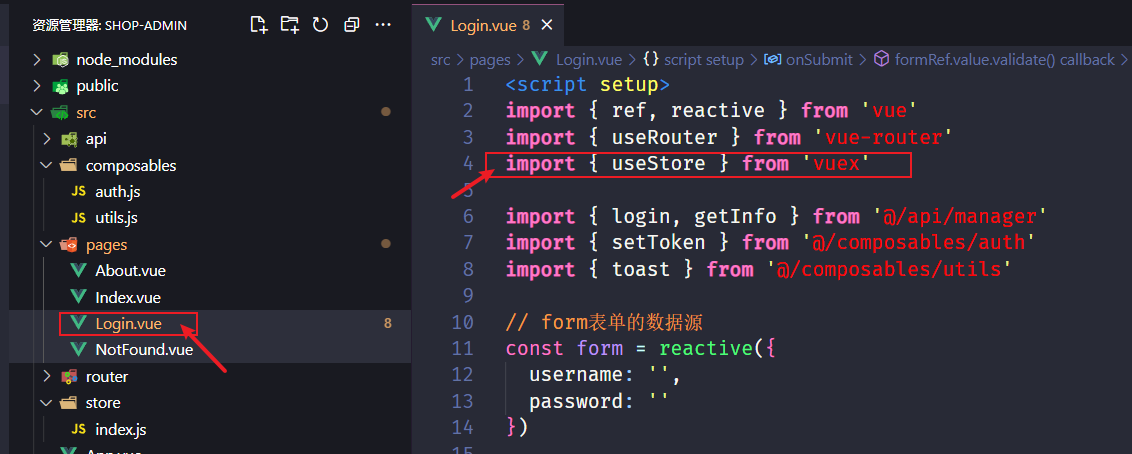 资源管理器: SHOP-ADMIN
node_modules
public
src
api
composables
JS auth.js
JS utils.js
pages
About.vue
Index.vue
Login.vue 8
NotFound.vue
router
store
JS index.js
App.vue
Login.vue 8
src > pages > Login.vue > {} script setup > onSubmit > formRef.value.validate() callback >
1 <script setup>
2 import { ref, reactive } from 'vue'
3 import { useRouter } from 'vue-router'
4 import { useStore } from 'vuex'
5
6 import { login, getInfo } from '@/api/manager'
7 import { setToken } from '@/composables/auth'
8 import { toast } from '@/composables/utils'
9
10 // form表单的数据源
11 const form = reactive({
12 username: '',
13 password: ''
14 })
15